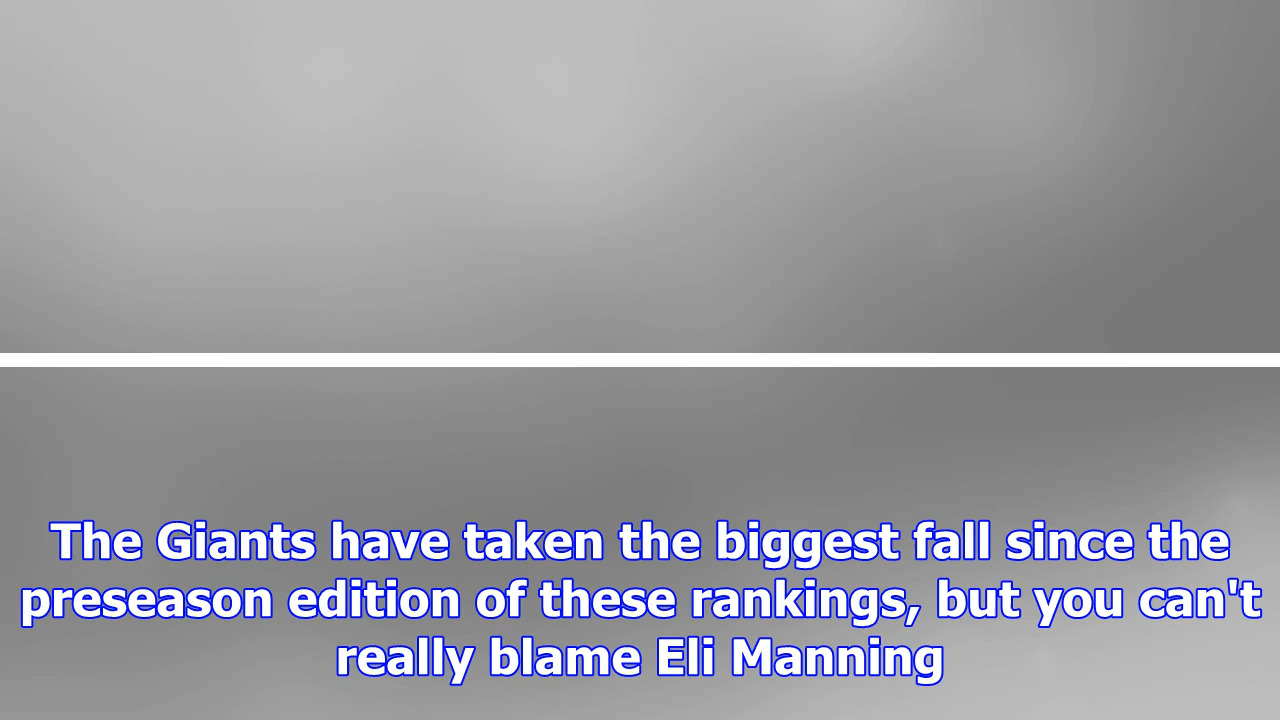 The Giants have taken the biggest fall since the
preseason edition of these rankings, but you can't
really blame Eli Manning